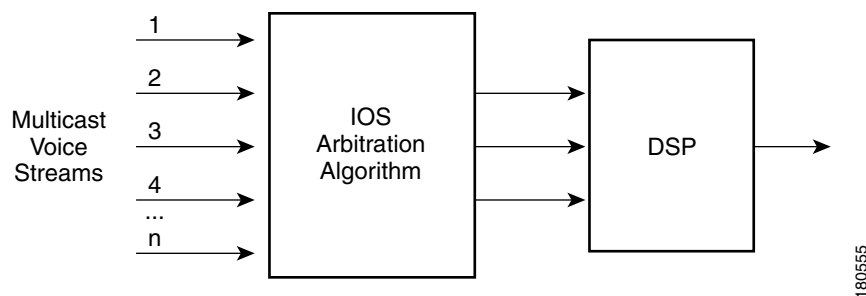 1
2
3
4
...
n
Multicast
Voice
Streams
IOS
Arbitration
Algorithm
DSP
180555